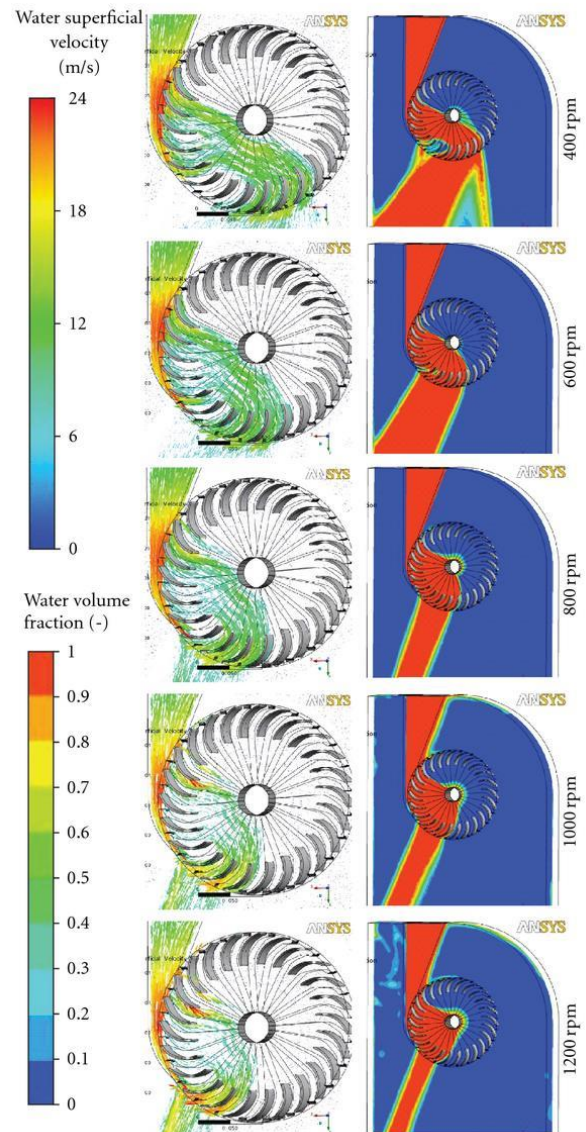 Water superficial
velocity
(m/s)
24
18
12
6
0
Water volume
fraction (-)
1
0.9
0.8
0.7
0.6
0.5
0.4
0.3
0.2
0.1
0
ANSYS
ANSYS
400 rpm
ANSYS
ANSYS
600 rpm
ANSYS
ANSYS
800 rpm
ANSYS
ANSYS
1000 rpm
ANSYS
ANSYS
1200 rpm